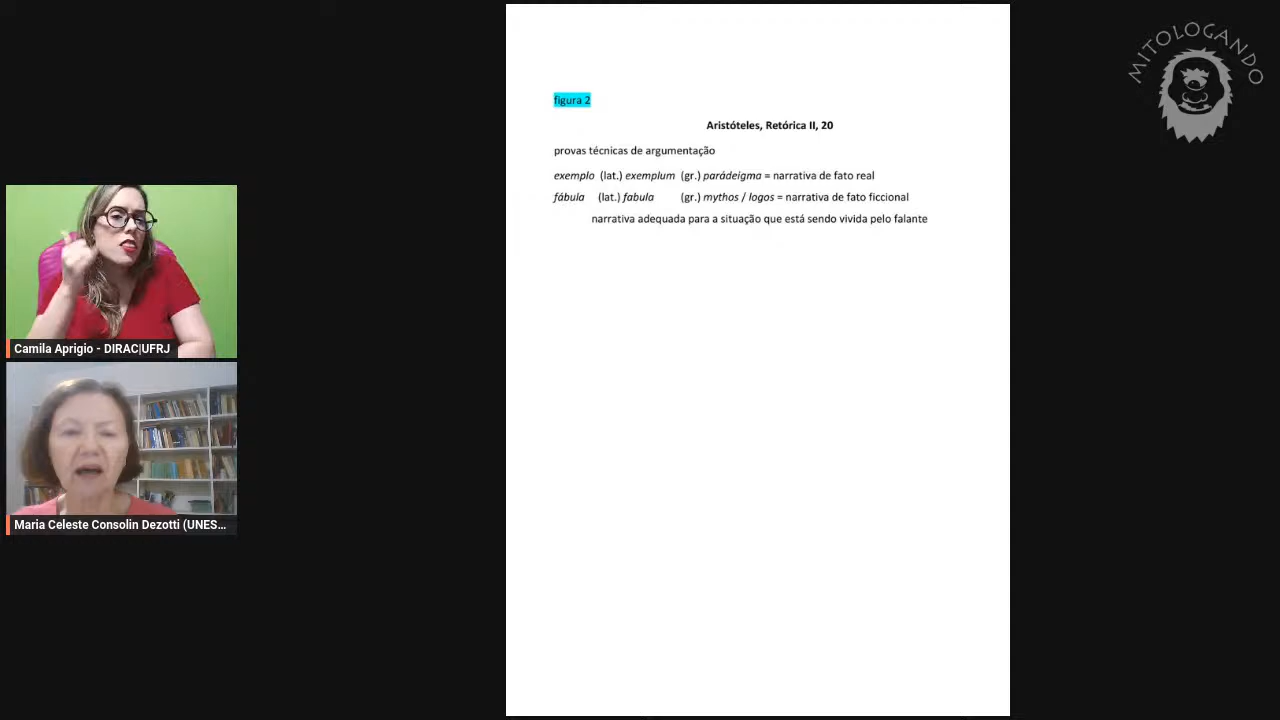 MITOLOGANDO
figura 2
Aristóteles, Retórica II, 20
provas técnicas de argumentação
exemplo (lat.) exemplum (gr.) parádeigma = narrativa de fato real
fábula (lat.) fabula (gr.) mythos / logos = narrativa de fato ficcional
narrativa adequada para a situação que está sendo vivida pelo falante
Camila Aprigio - DIRAC|UFRJ
Maria Celeste Consolin Dezotti (UNES...